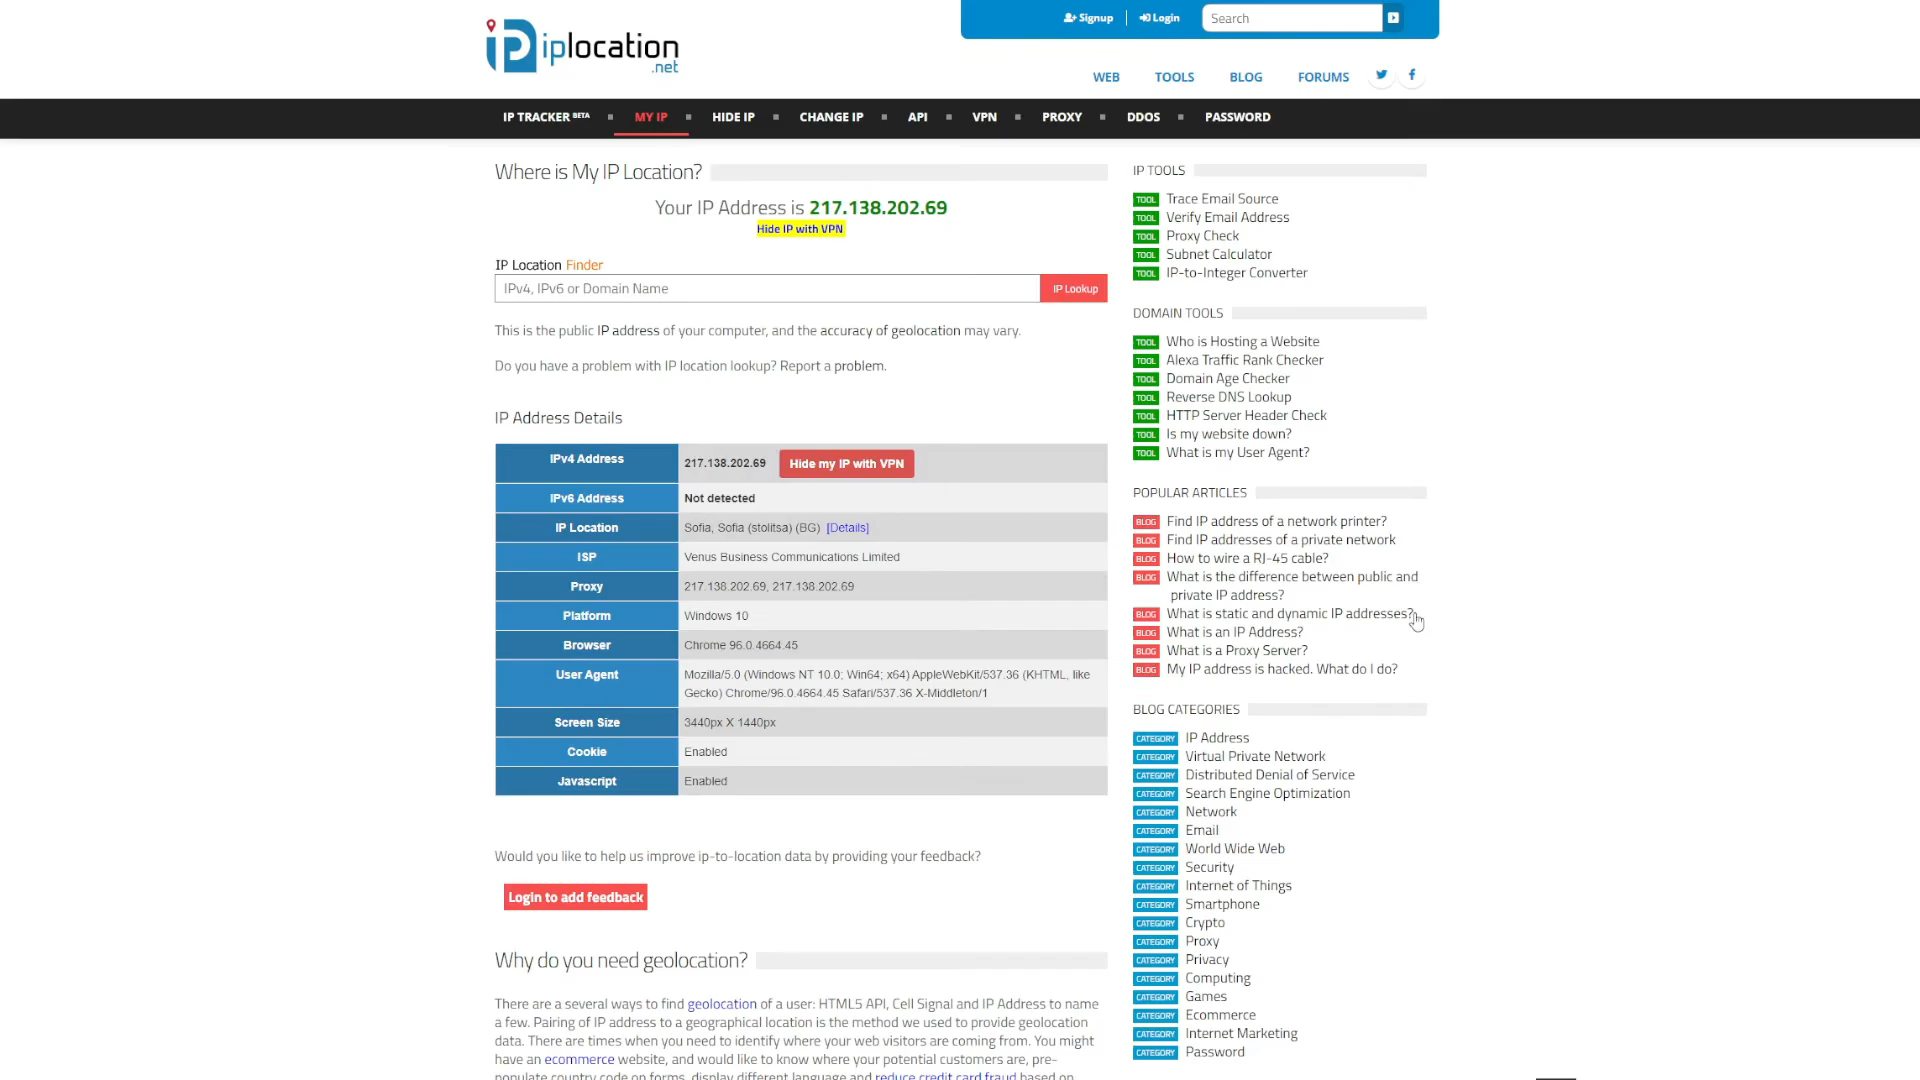 Signup
Login
Search
iplocation
.net
WEB
TOOLS
BLOG
FORUMS
IP TRACKER BETA
MY IP
HIDE IP
CHANGE IP
API
VPN
PROXY
DDOS
PASSWORD
Where is My IP Location?
Your IP Address is 217.138.202.69
Hide IP with VPN
IP Location Finder
IPv4, IPv6 or Domain Name
IP Lookup
This is the public IP address of your computer, and the accuracy of geolocation may vary.
Do you have a problem with IP location lookup? Report a problem.
IP Address Details
IPv4 Address 217.138.202.69 Hide my IP with VPN
IPv6 Address Not detected
IP Location Sofia, Sofia (stolitsa) (BG) [Details]
ISP Venus Business Communications Limited
Proxy 217.138.202.69, 217.138.202.69
Platform Windows 10
Browser Chrome 96.0.4664.45
User Agent Mozilla/5.0 (Windows NT 10.0; Win64; x64) AppleWebKit/537.36 (KHTML, like
Gecko) Chrome/96.0.4664.45 Safari/537.36 X-Middleton/1
Screen Size 3440px X 1440px
Cookie Enabled
Javascript Enabled
Would you like to help us improve ip-to-location data by providing your feedback?
Login to add feedback
Why do you need geolocation?
There are a several ways to find geolocation of a user: HTML5 API, Cell Signal and IP Address to name
a few. Pairing of IP address to a geographical location is the method we used to provide geolocation
data. There are times when you need to identify where your web visitors are coming from. You might
have an ecommerce website, and would like to know where your potential customers are, pre-
populate country code on forms, display different language and reduce credit card fraud based on
IP TOOLS
TOOL Trace Email Source
TOOL Verify Email Address
TOOL Proxy Check
TOOL Subnet Calculator
TOOL IP-to-Integer Converter
DOMAIN TOOLS
TOOL Who is Hosting a Website
TOOL Alexa Traffic Rank Checker
TOOL Domain Age Checker
TOOL Reverse DNS Lookup
TOOL HTTP Server Header Check
TOOL Is my website down?
TOOL What is my User Agent?
POPULAR ARTICLES
BLOG Find IP address of a network printer?
BLOG Find IP addresses of a private network
BLOG How to wire a RJ-45 cable?
BLOG What is the difference between public and
private IP address?
BLOG What is static and dynamic IP addresses?
BLOG What is an IP Address?
BLOG What is a Proxy Server?
BLOG My IP address is hacked. What do I do?
BLOG CATEGORIES
CATEGORY IP Address
CATEGORY Virtual Private Network
CATEGORY Distributed Denial of Service
CATEGORY Search Engine Optimization
CATEGORY Network
CATEGORY Email
CATEGORY World Wide Web
CATEGORY Security
CATEGORY Internet of Things
CATEGORY Smartphone
CATEGORY Crypto
CATEGORY Proxy
CATEGORY Privacy
CATEGORY Computing
CATEGORY Games
CATEGORY Ecommerce
CATEGORY Internet Marketing
CATEGORY Password